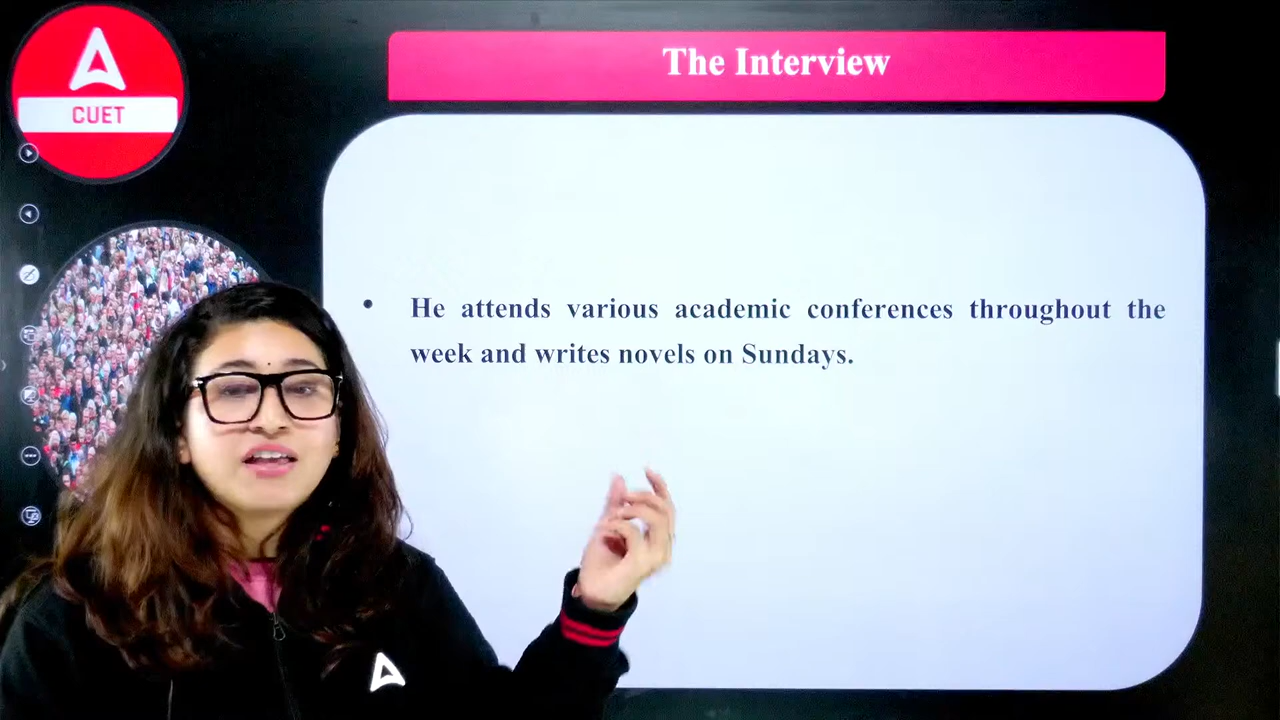 The Interview
CUET
• He attends various academic conferences throughout the
week and writes novels on Sundays.